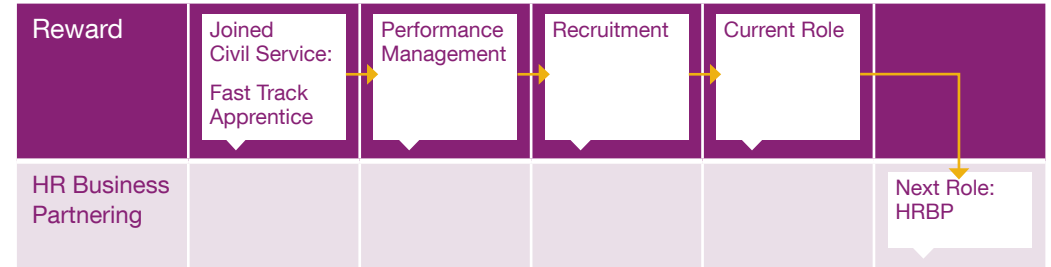 Reward
Joined
Civil Service:
Fast Track
Apprentice
Performance
Management
Recruitment
Current Role
HR Business
Partnering
Next Role:
HRBP